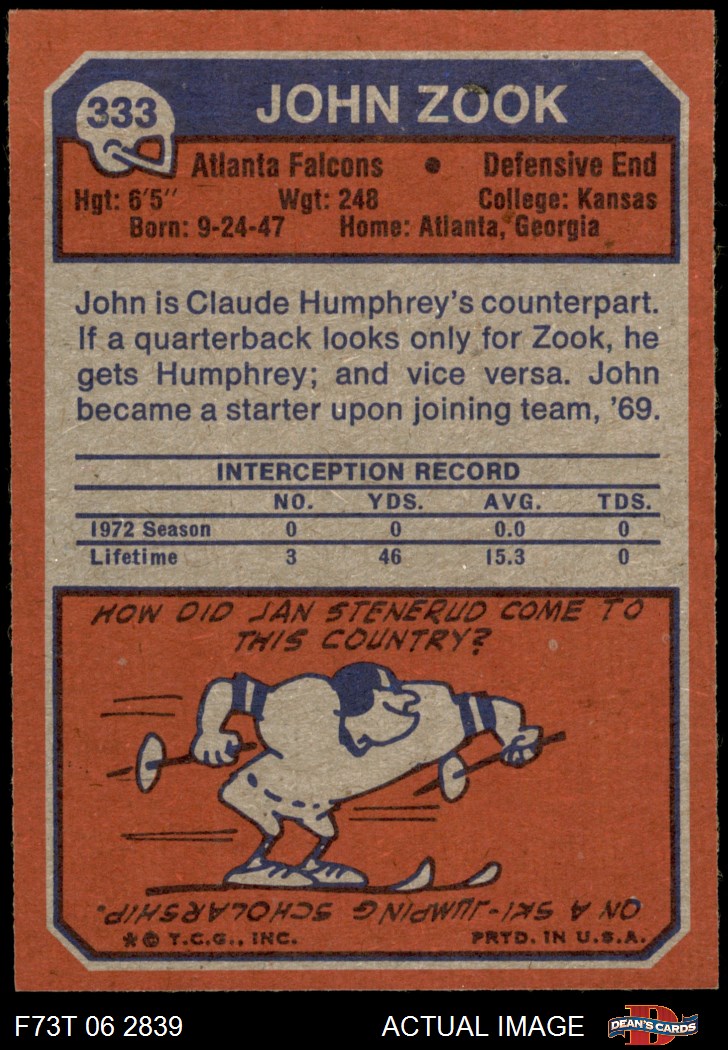 333
JOHN ZOOK
Atlanta Falcons • Defensive End
Hgt: 6'5" Wgt: 248 College: Kansas
Born: 9-24-47 Home: Atlanta, Georgia
John is Claude Humphrey's counterpart.
If a quarterback looks only for Zook, he
gets Humphrey; and vice versa. John
became a starter upon joining team, '69.
INTERCEPTION RECORD
NO. YDS. AVG. TDS.
1972 Season 0 0 0.0 0
Lifetime 3 46 15.3 0
HOW DID JAN STENERUD COME TO
THIS COUNTRY?
ON A SKI-JUMPING SCHOLARSHIP.
★ © T.C.G., INC. PRTD. IN U.S.A.
F73T 06 2839 ACTUAL IMAGE D DEAN'S CARDS